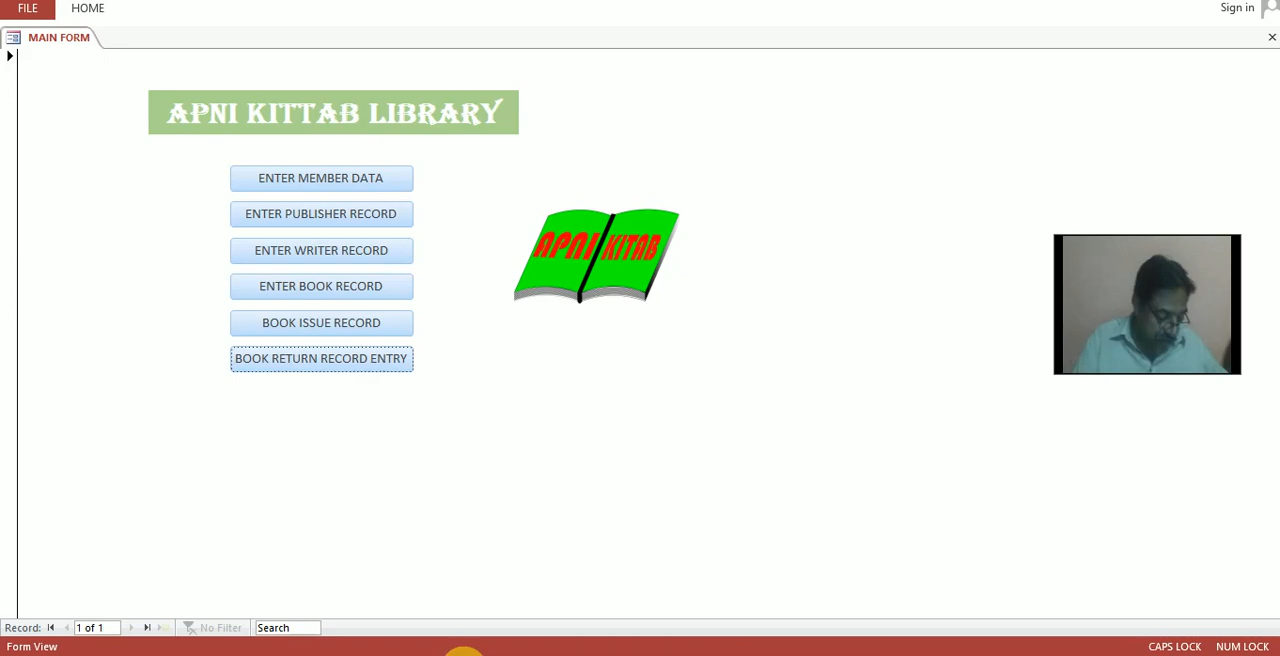 FILE HOME Sign in
MAIN FORM
APNI KITTAB LIBRARY
ENTER MEMBER DATA
ENTER PUBLISHER RECORD
ENTER WRITER RECORD
ENTER BOOK RECORD
BOOK ISSUE RECORD
BOOK RETURN RECORD ENTRY
APNI KITAB
Record: 1 of 1 No Filter Search
Form View CAPS LOCK NUM LOCK